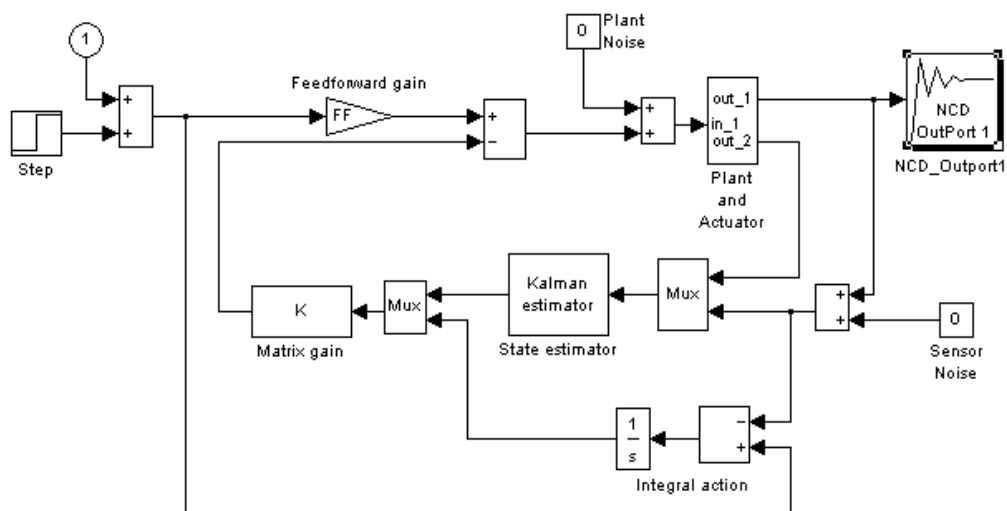 1
+
+
Step
Feedforward gain
FF
+
−
0
Plant
Noise
+
+
out_1
in_1
out_2
Plant
and
Actuator
NCD
OutPort 1
NCD_Outport1
K
Matrix gain
Mux
Kalman
estimator
State estimator
Mux
+
+
0
Sensor
Noise
1
s
−
+
Integral action